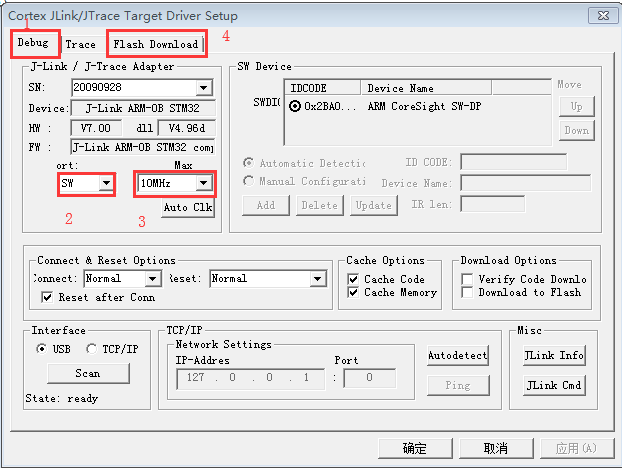 Cortex JLink/JTrace Target Driver Setup
1
Debug
Trace
Flash Download
4
J-Link / J-Trace Adapter
SN:
20090928
Device:
J-Link ARM-OB STM32
HW :
V7.00
dll
V4.96d
FW :
J-Link ARM-OB STM32 comp
ort:
Max
SW
10MHz
2
3
Auto Clk
SW Device
IDCODE
Device Name
Move
SWDIO
0x2BA0...
ARM CoreSight SW-DP
Up
Down
Automatic Detectic
ID CODE:
Manual Configurati
Device Name:
Add
Delete
Update
IR len:
Connect & Reset Options
Connect:
Normal
Reset:
Normal
Reset after Conn
Cache Options
Cache Code
Cache Memory
Download Options
Verify Code Downlo
Download to Flash
Interface
USB
TCP/IP
Scan
State: ready
TCP/IP
Network Settings
IP-Addres
Port
127 . 0 . 0 . 1
:
0
Autodetect
Ping
Misc
JLink Info
JLink Cmd
确定
取消
应用(A)